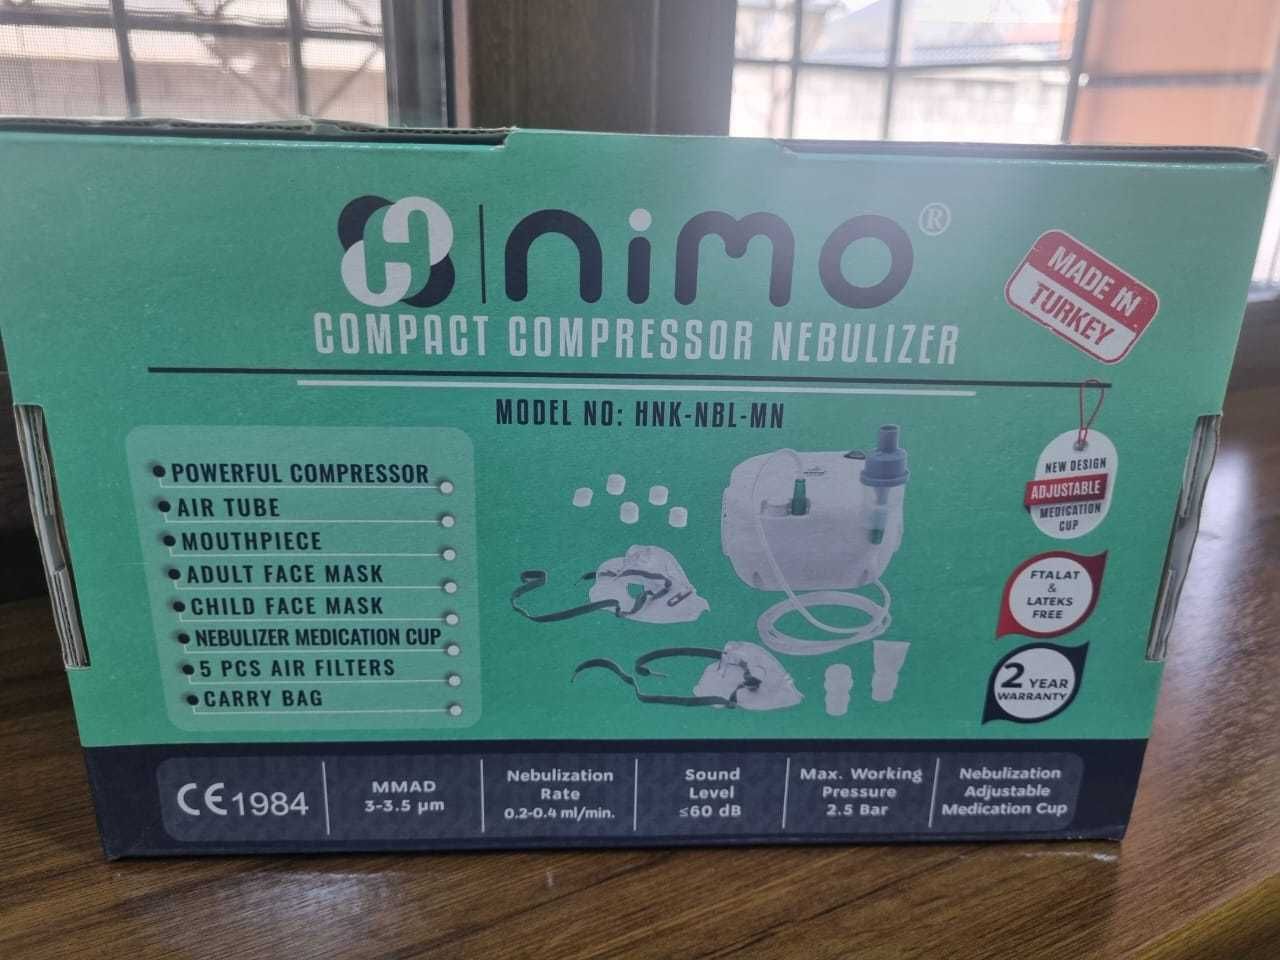 nimo®
COMPACT COMPRESSOR NEBULIZER
MADE IN
TURKEY
MODEL NO: HNK-NBL-MN
POWERFUL COMPRESSOR
AIR TUBE
MOUTHPIECE
ADULT FACE MASK
CHILD FACE MASK
NEBULIZER MEDICATION CUP
5 PCS AIR FILTERS
CARRY BAG
NEW DESIGN
ADJUSTABLE
MEDICATION
CUP
FTALAT
&
LATEKS
FREE
2 YEAR
WARRANTY
CE 1984
MMAD
3-3.5 µm
Nebulization
Rate
0.2-0.4 ml/min.
Sound
Level
≤60 dB
Max. Working
Pressure
2.5 Bar
Nebulization
Adjustable
Medication Cup